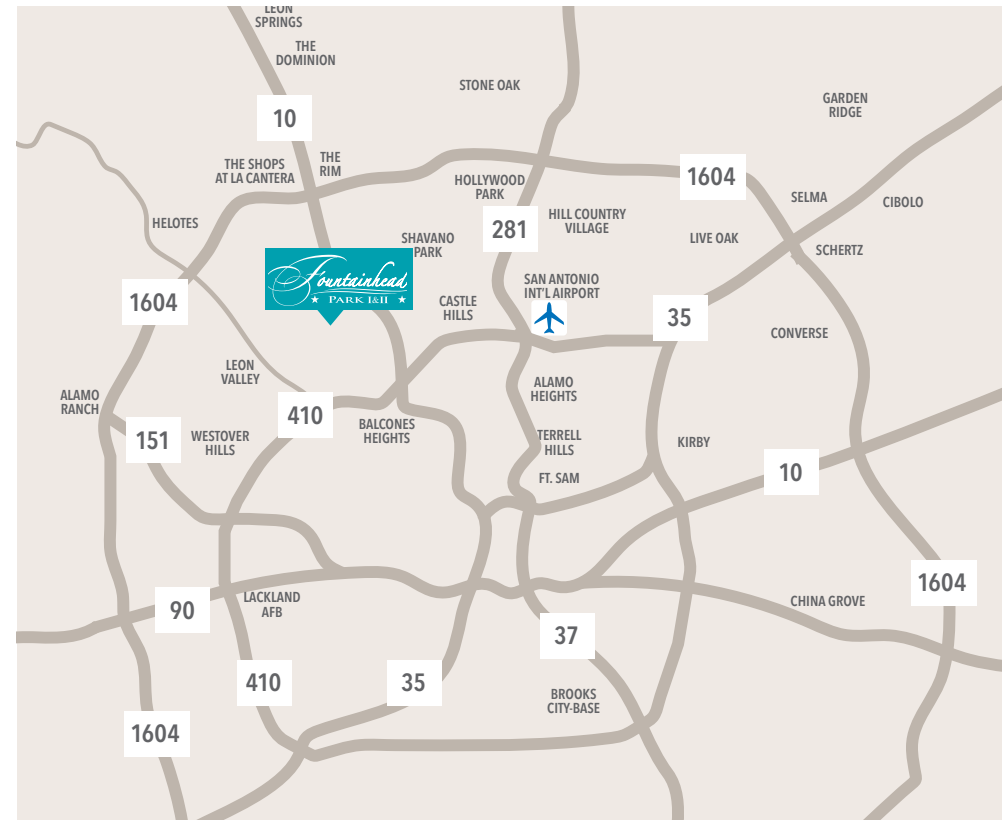 LEON
SPRINGS
THE
DOMINION
STONE OAK
GARDEN
RIDGE
10
THE SHOPS
AT LA CANTERA
THE
RIM
1604
HOLLYWOOD
PARK
SELMA
CIBOLO
HELOTES
281
HILL COUNTRY
VILLAGE
SHAVANO
PARK
LIVE OAK
SCHERTZ
Fountainhead
★ PARK I&II ★
SAN ANTONIO
INT'L AIRPORT
1604
CASTLE
HILLS
35
CONVERSE
LEON
VALLEY
ALAMO
RANCH
ALAMO
HEIGHTS
410
151
WESTOVER
HILLS
BALCONES
HEIGHTS
TERRELL
HILLS
KIRBY
FT. SAM
10
1604
90
LACKLAND
AFB
CHINA GROVE
37
410
35
BROOKS
CITY-BASE
1604